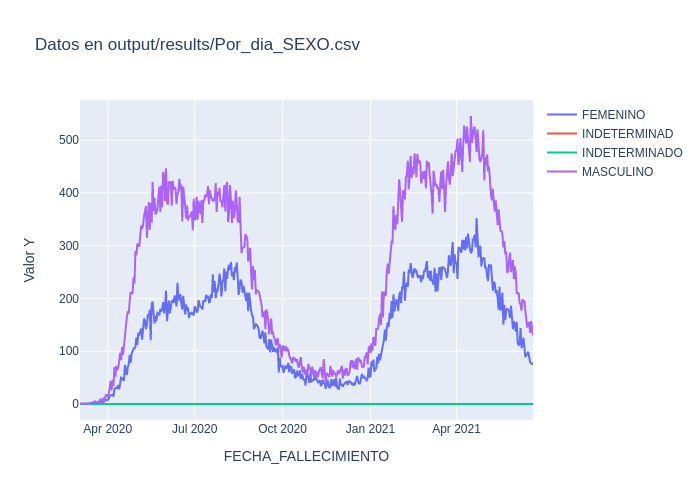 Datos en output/results/Por_dia_SEXO.csv
FEMENINO
INDETERMINAD
INDETERMINADO
MASCULINO
Valor Y
500
400
300
200
100
0
Apr 2020
Jul 2020
Oct 2020
Jan 2021
Apr 2021
FECHA_FALLECIMIENTO